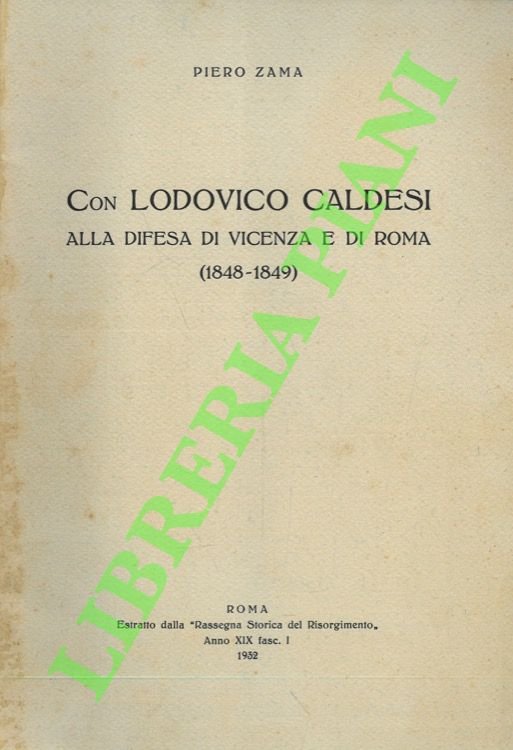 PIERO ZAMA
CON LODOVICO CALDESI
ALLA DIFESA DI VICENZA E DI ROMA
(1848-1849)
LIBRERIA PIANI
ROMA
Estratto dalla "Rassegna Storica del Risorgimento„
Anno XIX fasc. I
1932